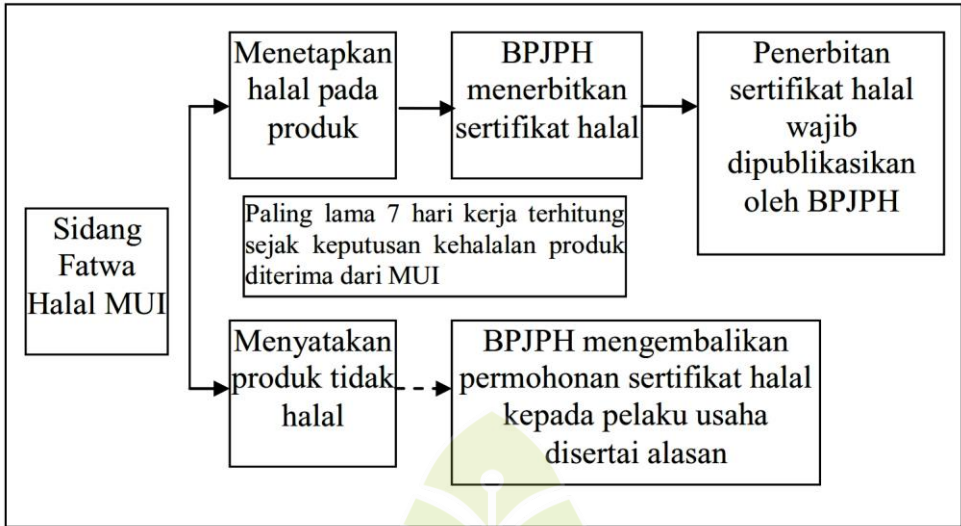 Sidang
Fatwa
Halal MUI
Menetapkan
halal pada
produk
BPJPH
menerbitkan
sertifikat halal
Penerbitan
sertifikat halal
wajib
dipublikasikan
oleh BPJPH
Paling lama 7 hari kerja terhitung
sejak keputusan kehalalan produk
diterima dari MUI
Menyatakan
produk tidak
halal
BPJPH mengembalikan
permohonan sertifikat halal
kepada pelaku usaha
disertai alasan